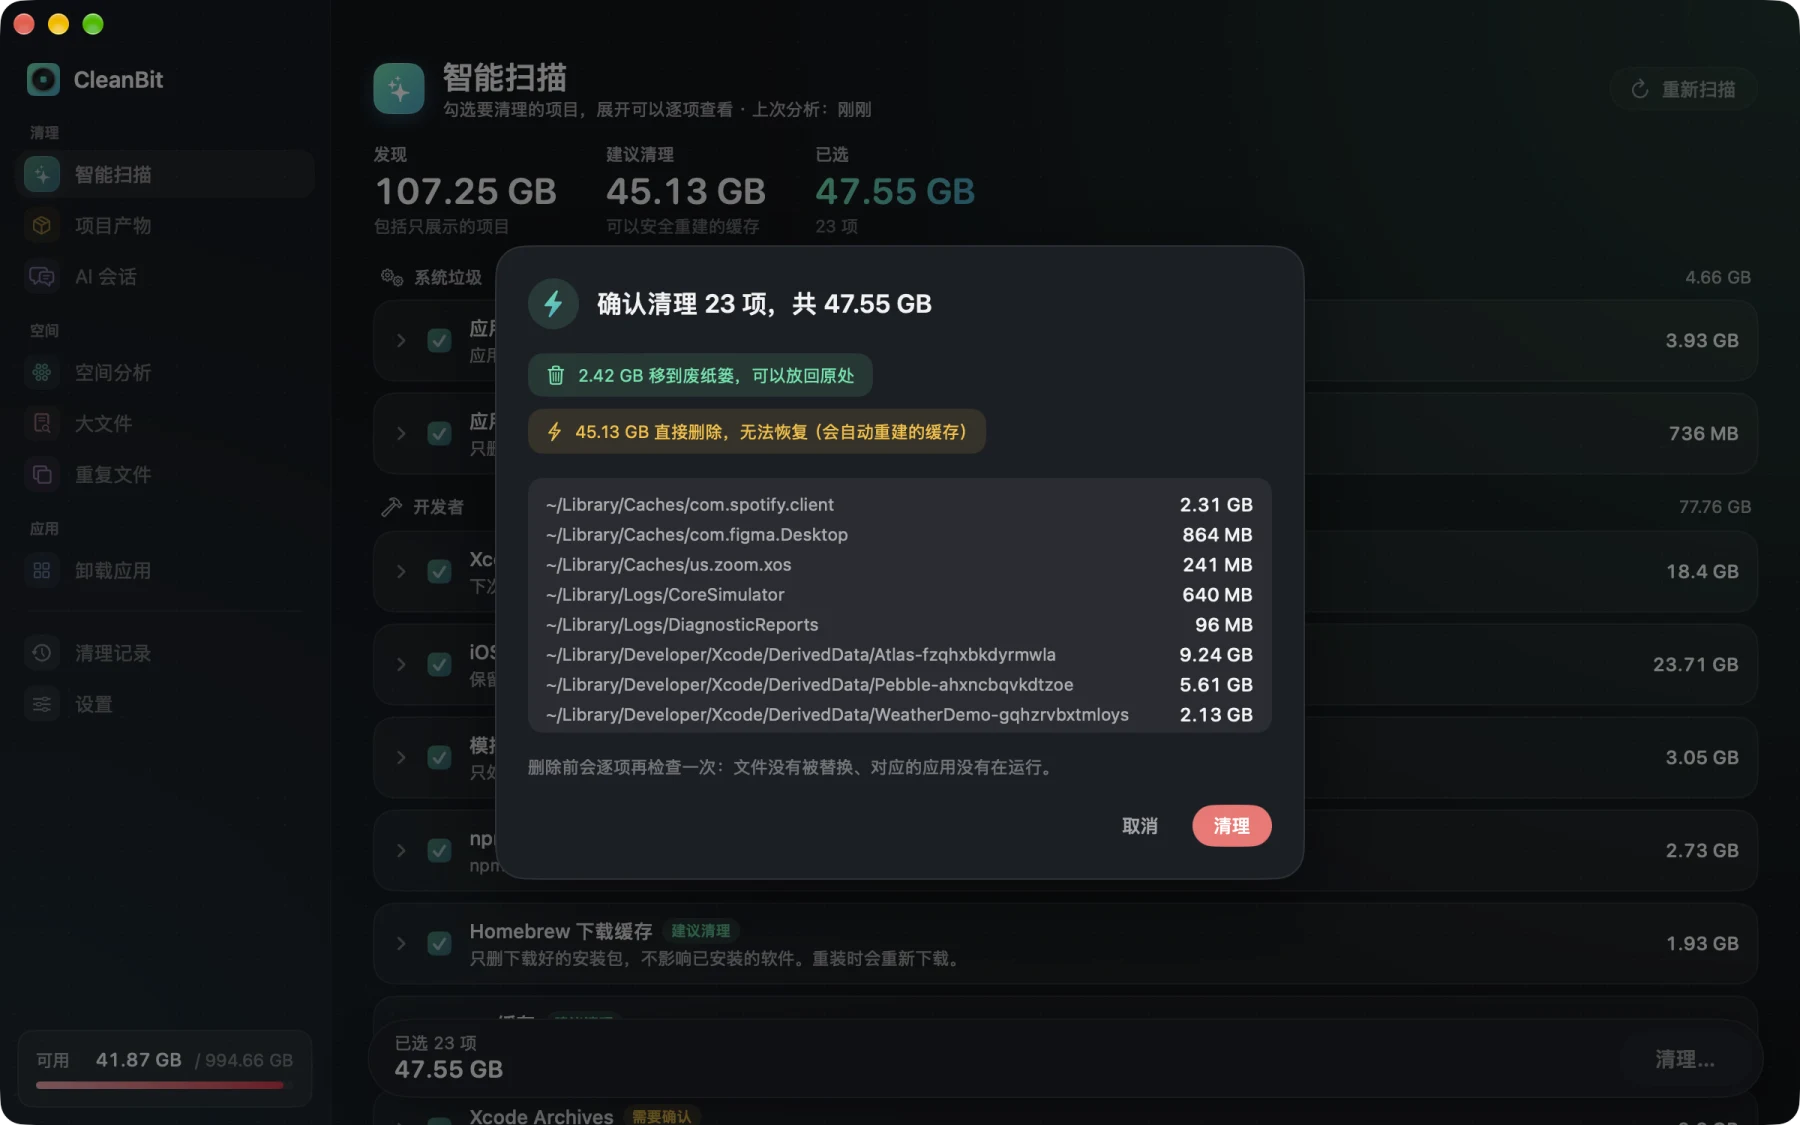 CleanBit
清理
智能扫描
项目产物
AI 会话
空间
空间分析
大文件
重复文件
应用
卸载应用
清理记录
设置
可用 41.87 GB / 994.66 GB
智能扫描
勾选要清理的项目，展开可以逐项查看 · 上次分析：刚刚
重新扫描
发现
107.25 GB
包括只展示的项目
建议清理
45.13 GB
可以安全重建的缓存
已选
47.55 GB
23 项
系统垃圾
4.66 GB
3.93 GB
736 MB
开发者
77.76 GB
18.4 GB
23.71 GB
3.05 GB
2.73 GB
确认清理 23 项，共 47.55 GB
2.42 GB 移到废纸篓，可以放回原处
45.13 GB 直接删除，无法恢复（会自动重建的缓存）
~/Library/Caches/com.spotify.client 2.31 GB
~/Library/Caches/com.figma.Desktop 864 MB
~/Library/Caches/us.zoom.xos 241 MB
~/Library/Logs/CoreSimulator 640 MB
~/Library/Logs/DiagnosticReports 96 MB
~/Library/Developer/Xcode/DerivedData/Atlas-fzqhxbkdyrmwla 9.24 GB
~/Library/Developer/Xcode/DerivedData/Pebble-ahxncbqvkdtzoe 5.61 GB
~/Library/Developer/Xcode/DerivedData/WeatherDemo-gqhzrvbxtmloys 2.13 GB
删除前会逐项再检查一次：文件没有被替换、对应的应用没有在运行。
取消
清理
Homebrew 下载缓存 建议清理
只删下载好的安装包，不影响已安装的软件。重装时会重新下载。
1.93 GB
已选 23 项
47.55 GB
清理...
Xcode Archives 需要确认